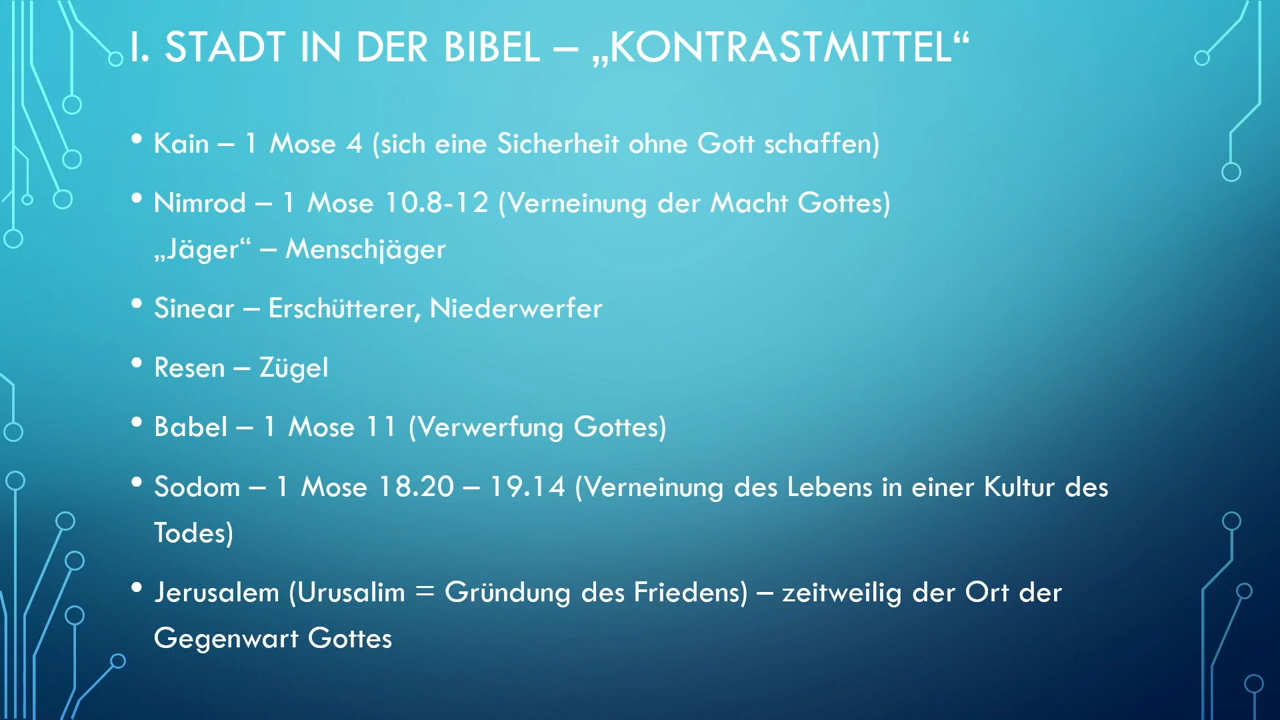 I. STADT IN DER BIBEL – „KONTRASTMITTEL“
• Kain – 1 Mose 4 (sich eine Sicherheit ohne Gott schaffen)
• Nimrod – 1 Mose 10.8-12 (Verneinung der Macht Gottes)
„Jäger“ – Menschjäger
• Sinear – Erschütterer, Niederwerfer
• Resen – Zügel
• Babel – 1 Mose 11 (Verwerfung Gottes)
• Sodom – 1 Mose 18.20 – 19.14 (Verneinung des Lebens in einer Kultur des
Todes)
• Jerusalem (Urusalim = Gründung des Friedens) – zeitweilig der Ort der
Gegenwart Gottes